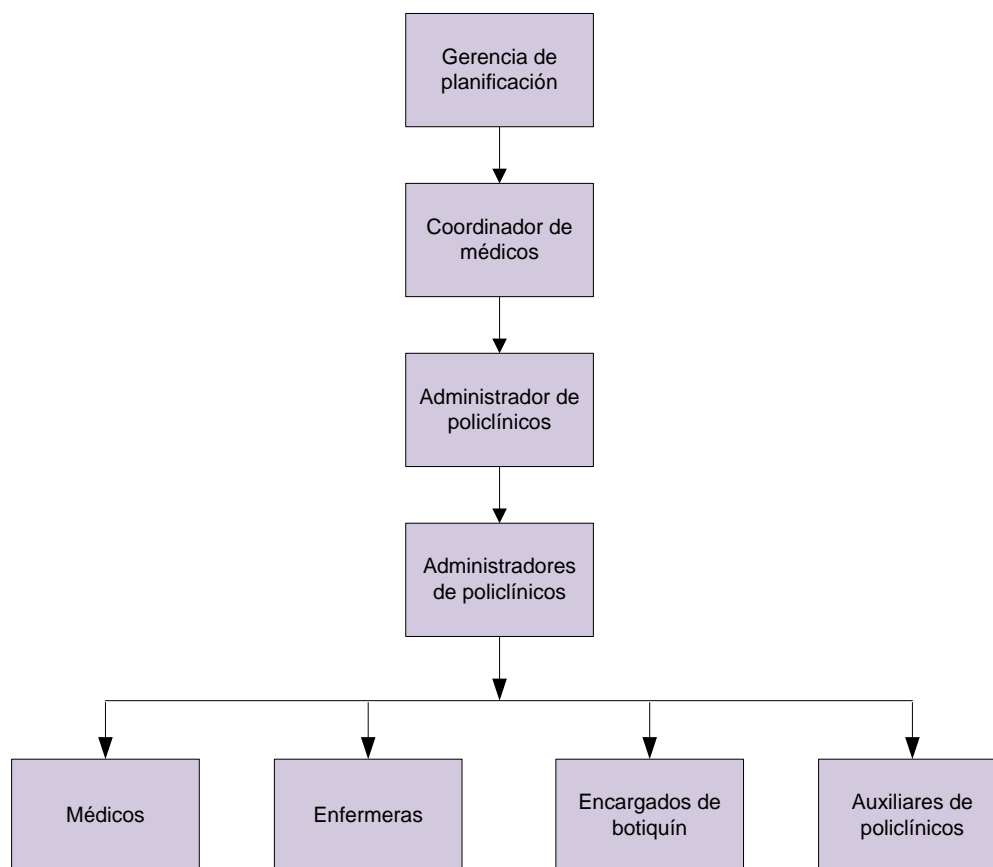 Gerencia de
planificación
Coordinador de
médicos
Administrador de
policlínicos
Administradores
de policlínicos
Médicos
Enfermeras
Encargados de
botiquín
Auxiliares de
policlínicos